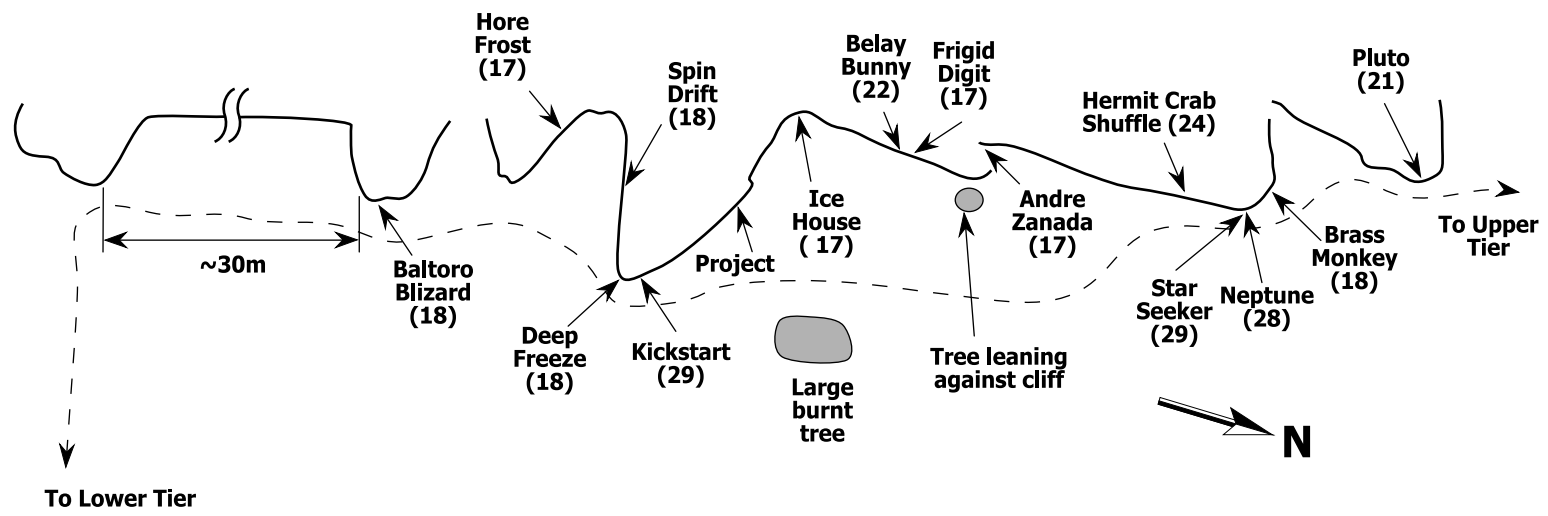 Hore
Frost
(17)
Spin
Drift
(18)
Belay
Bunny
(22)
Frigid
Digit
(17)
Hermit Crab
Shuffle (24)
Pluto
(21)
~30m
Baltoro
Blizard
(18)
Deep
Freeze
(18)
Kickstart
(29)
Project
Ice
House
( 17)
Large
burnt
tree
Tree leaning
against cliff
Andre
Zanada
(17)
Star
Seeker
(29)
Neptune
(28)
Brass
Monkey
(18)
To Upper
Tier
N
To Lower Tier